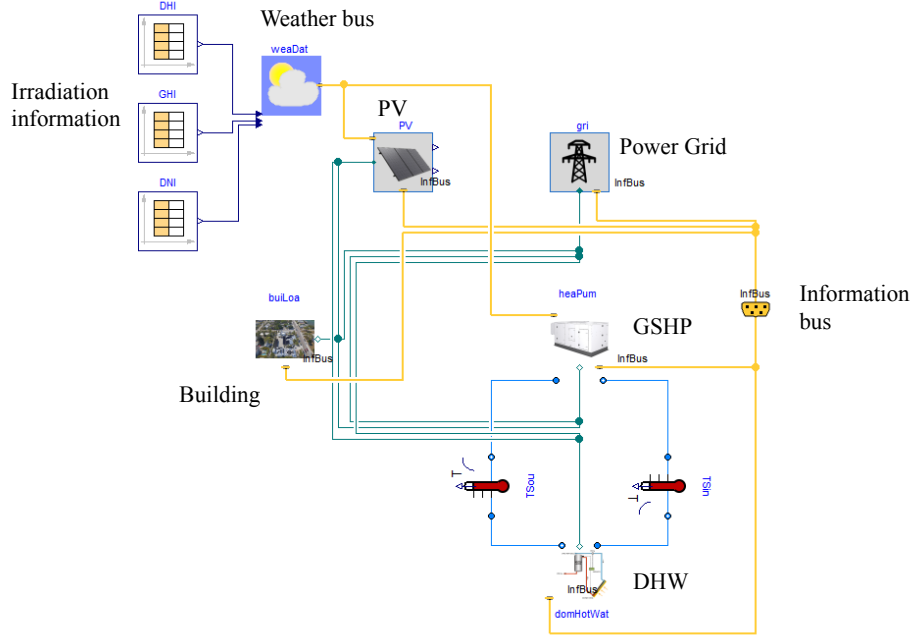 DHI
Weather bus
weaDat
Irradiation
information
GHI
PV
PV
InfBus
gri
Power Grid
InfBus
DNI
buiLoa
InfBus
Building
heaPum
GSHP
InfBus
InfBus
Information
bus
T
TSou
T
TSin
InfBus
DHW
domHotWat